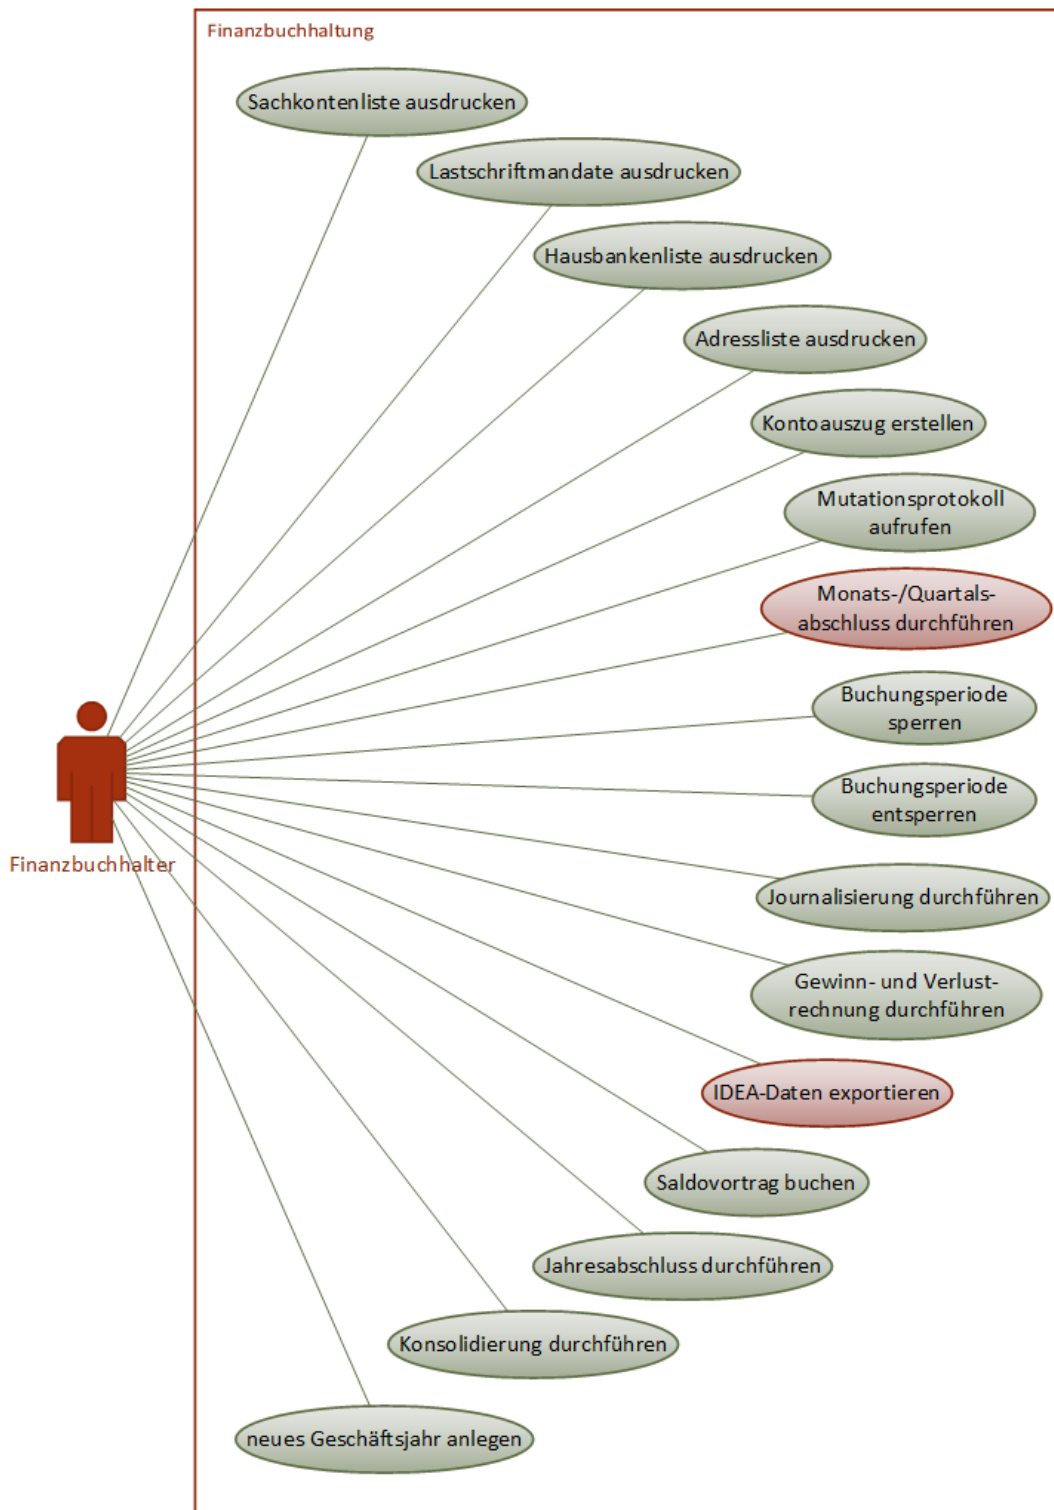 Finanzbuchhaltung
Sachkontenliste ausdrucken
Lastschriftmandate ausdrucken
Hausbankenliste ausdrucken
Adressliste ausdrucken
Kontoauszug erstellen
Mutationsprotokoll
aufrufen
Monats-/Quartals-
abschluss durchführen
Buchungsperiode
sperren
Buchungsperiode
entsperren
Finanzbuchhalter
Journalisierung durchführen
Gewinn- und Verlust-
rechnung durchführen
IDEA-Daten exportieren
Saldovortrag buchen
Jahresabschluss durchführen
Konsolidierung durchführen
neues Geschäftsjahr anlegen